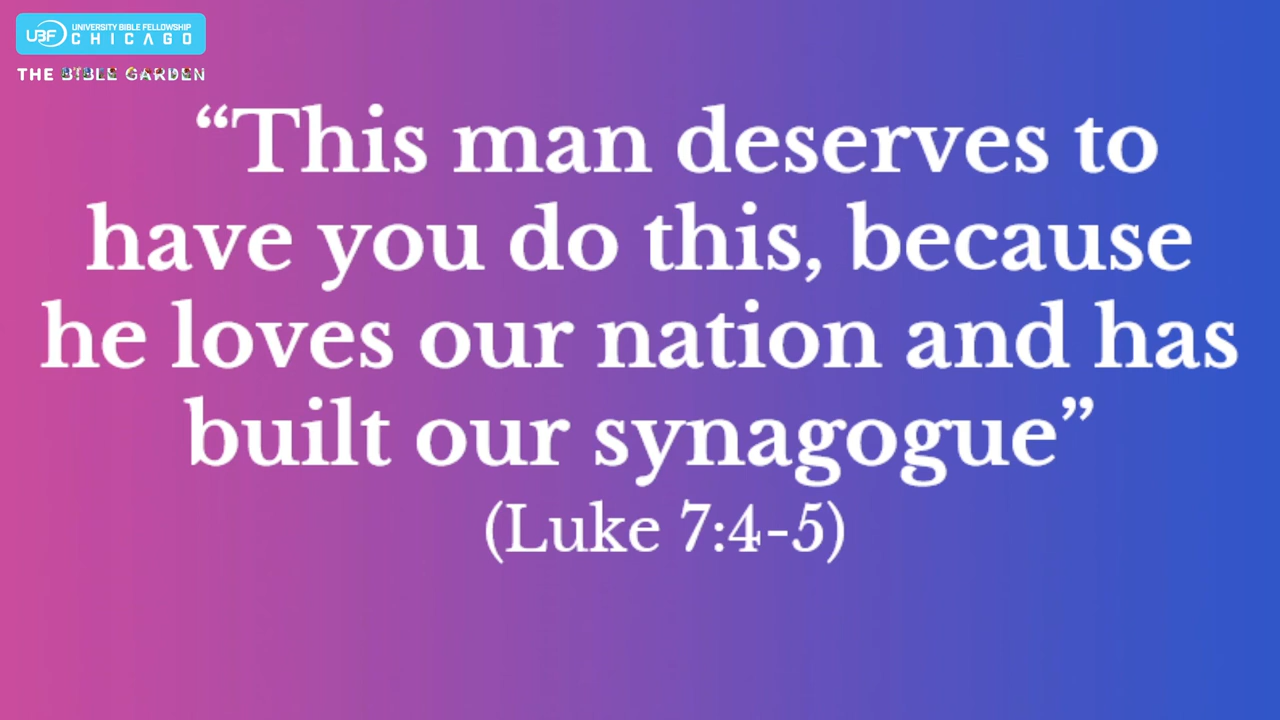 UBF UNIVERSITY BIBLE FELLOWSHIP
CHICAGO
THE BIBLE GARDEN
“This man deserves to
have you do this, because
he loves our nation and has
built our synagogue”
(Luke 7:4-5)